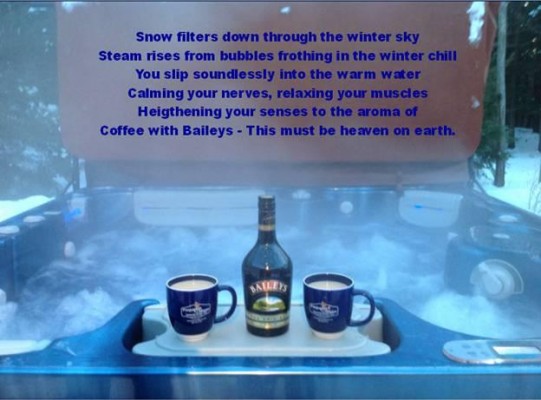 Snow filters down through the winter sky
Steam rises from bubbles frothing in the winter chill
You slip soundlessly into the warm water
Calming your nerves, relaxing your muscles
Heigthening your senses to the aroma of
Coffee with Baileys - This must be heaven on earth.
BAILEYS